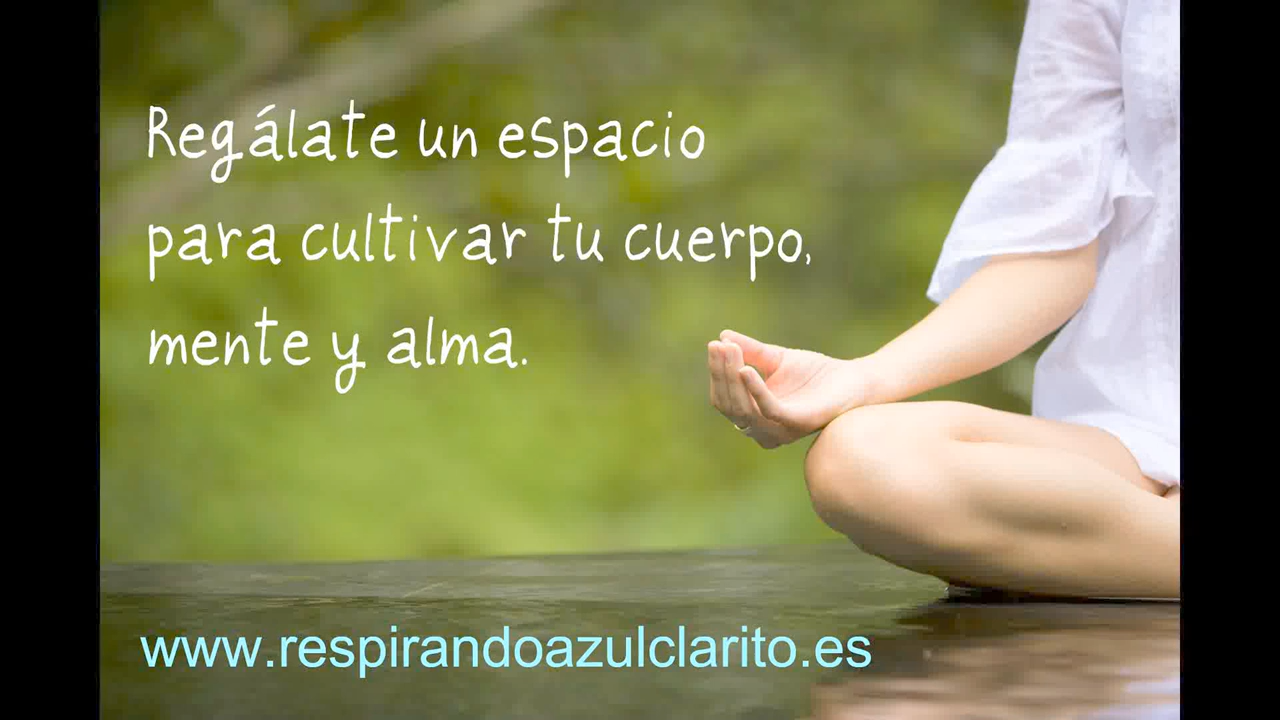 Regálate un espacio
para cultivar tu cuerpo,
mente y alma.
www.respirandoazulclarito.es